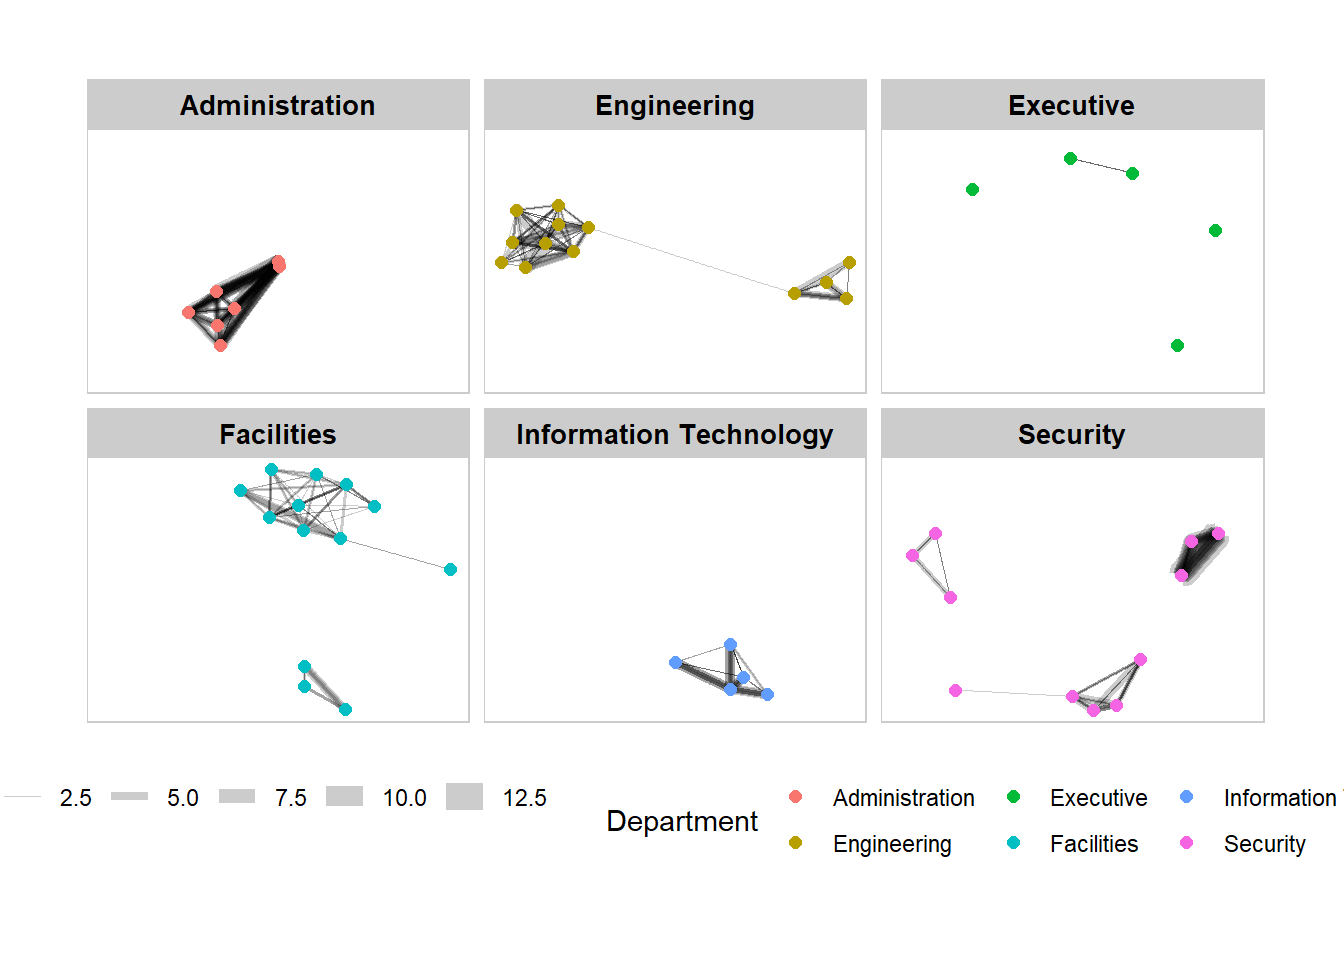 Administration
Engineering
Executive
Facilities
Information Technology
Security
2.5 5.0 7.5 10.0 12.5
Department
Administration Executive Information
Engineering Facilities Security